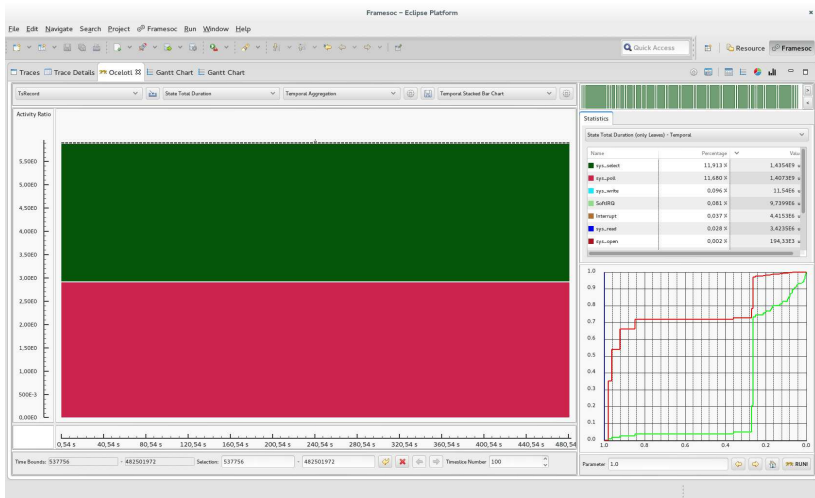 Framesoc – Eclipse Platform
File Edit Navigate Search Project Framesoc Run Window Help
Quick Access
Resource
Framesoc
Traces
Trace Details
Ocelotl
Gantt Chart
Gantt Chart
ToRecord
State Total Duration
Temporal Aggregation
Temporal Stacked Bar Chart
Activity Ratio
5,50E0
5,00E0
4,50E0
4,00E0
3,50E0
3,00E0
2,50E0
2,00E0
1,50E0
1,00E0
500E-3
0,00E0
0,54 s 40,54 s 80,54 s 120,54 s 160,54 s 200,54 s 240,54 s 280,54 s 320,54 s 360,54 s 400,54 s 440,54 s 480,54
Time Bounds: 537756 - 482501972 Selection: 537756 - 482501972 Timeslice Number 100
Statistics
State Total Duration (only Leaves) - Temporal
Name Percentage Valu
sys_select 11,913 % 1,4354E9 u
sys_poll 11,680 % 1,4073E9 u
sys_write 0,096 % 11,54E6 u
SoftIRQ 0,081 % 9,7399E6 u
Interrupt 0,037 % 4,4153E6 u
sys_read 0,028 % 3,4235E6 u
sys_open 0,002 % 194,33E3 u
1.0
0.9
0.8
0.7
0.6
0.5
0.4
0.3
0.2
0.1
0.0
1.0 0.8 0.6 0.4 0.2 0.0
Parameter 1.0 RUN!